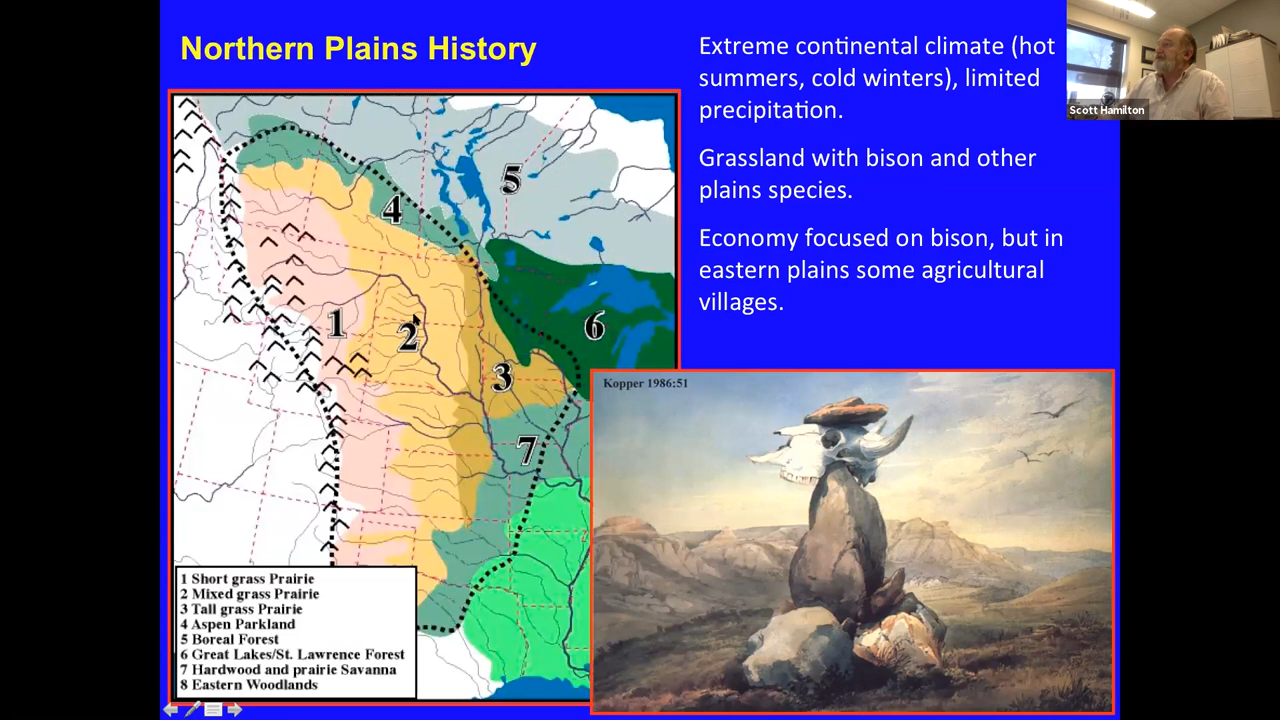 Northern Plains History
Extreme continental climate (hot
summers, cold winters), limited
precipitation.
Grassland with bison and other
plains species.
Economy focused on bison, but in
eastern plains some agricultural
villages.
Scott Hamilton
5
4
1
2
6
3
7
1 Short grass Prairie
2 Mixed grass Prairie
3 Tall grass Prairie
4 Aspen Parkland
5 Boreal Forest
6 Great Lakes/St. Lawrence Forest
7 Hardwood and prairie Savanna
8 Eastern Woodlands
Kopper 1986:51